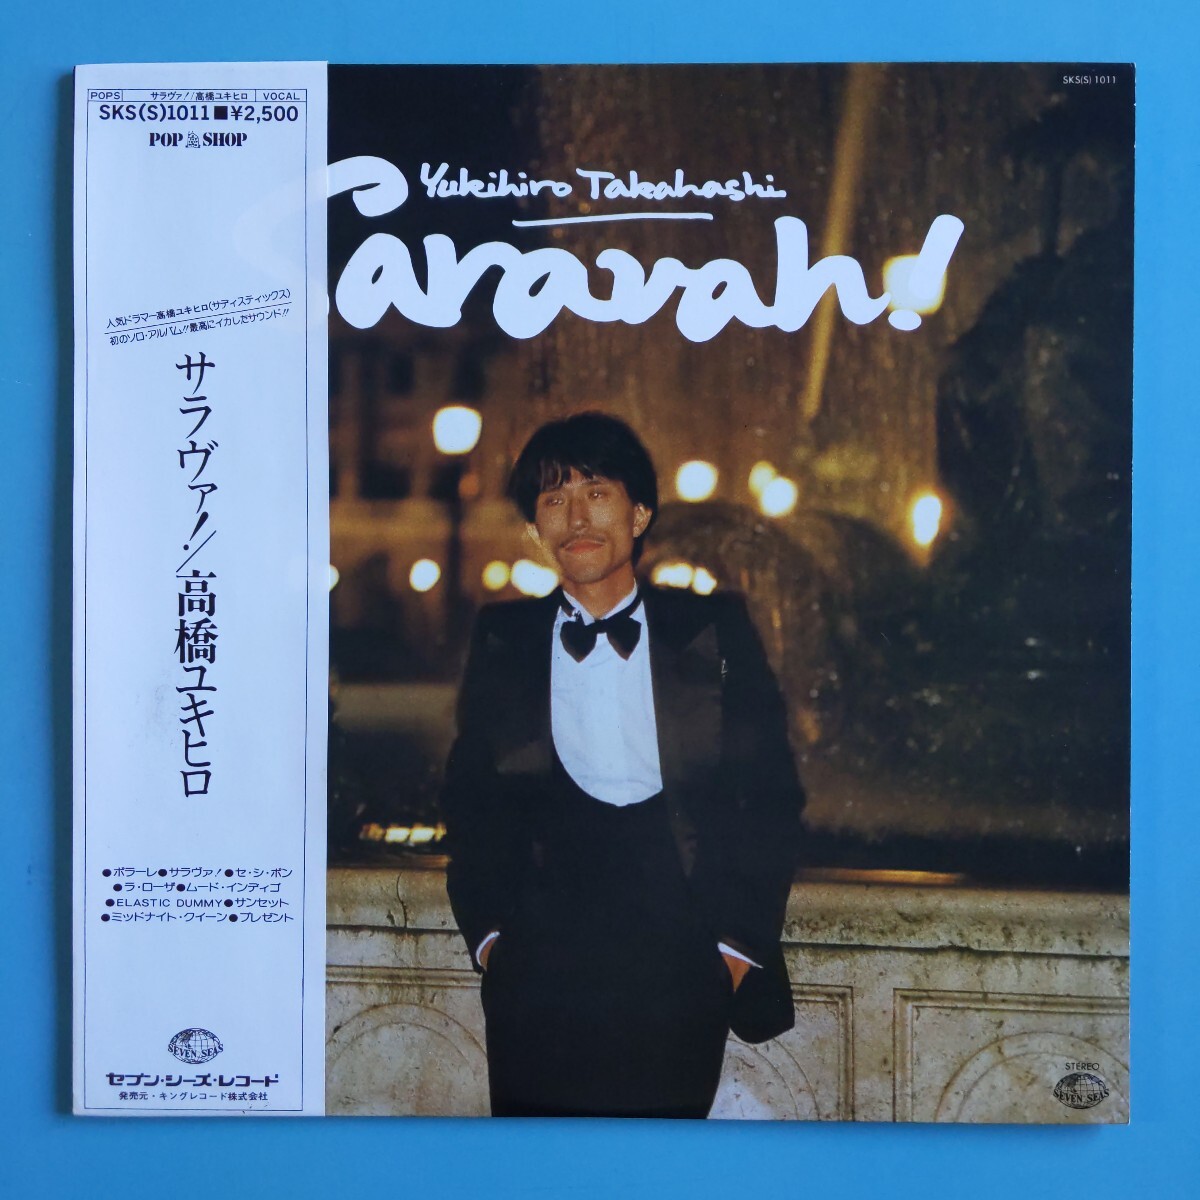 POPS サラヴァ!/高橋ユキヒロ VOCAL
SKS(S)1011■¥2,500
POP SHOP
人気ドラマー高橋ユキヒロ(サディスティックス)
初のソロ・アルバム!!最高にイカしたサウンド!!
サラヴァ!/高橋ユキヒロ
●ボラーレ●サラヴァ!●セ・シ・ボン
●ラ・ローザ●ムード・インディゴ
●ELASTIC DUMMY●サンセット
●ミッドナイト・クイーン●プレゼント
SEVEN SEAS
セブン・シーズ・レコード
発売元・キングレコード株式会社
SKS(S) 1011
Yukihiro Takahashi
Saravah!
STEREO
SEVEN SEAS